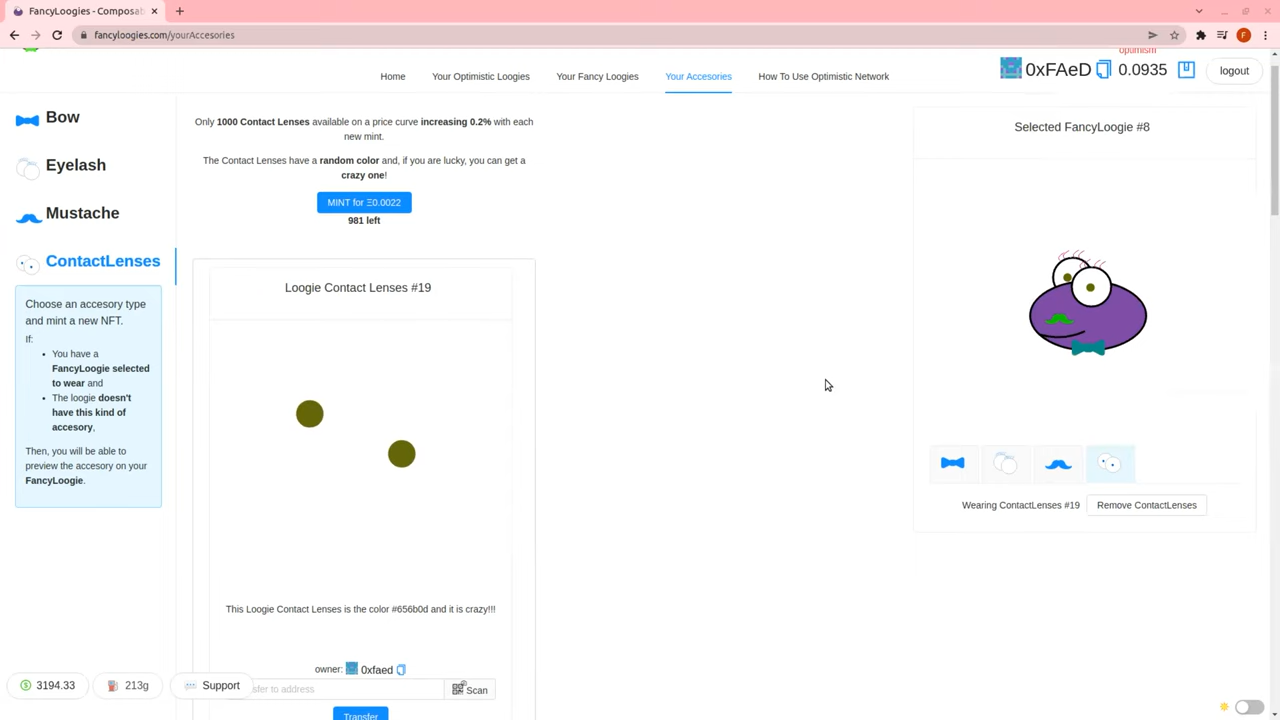 FancyLoogies - Composab
fancyloogies.com/yourAccesories
F
optimism
Home
Your Optimistic Loogies
Your Fancy Loogies
Your Accesories
How To Use Optimistic Network
0xFAeD
0.0935
logout
Bow
Eyelash
Mustache
ContactLenses
Choose an accesory type
and mint a new NFT.
If:
• You have a
FancyLoogie selected
to wear and
• The loogie doesn't
have this kind of
accesory,
Then, you will be able to
preview the accesory on your
FancyLoogie.
Only 1000 Contact Lenses available on a price curve increasing 0.2% with each
new mint.
The Contact Lenses have a random color and, if you are lucky, you can get a
crazy one!
MINT for Ξ0.0022
981 left
Loogie Contact Lenses #19
This Loogie Contact Lenses is the color #656b0d and it is crazy!!!
owner: 0xfaed
fer to address
Scan
Transfer
Selected FancyLoogie #8
Wearing ContactLenses #19
Remove ContactLenses
3194.33
213g
Support